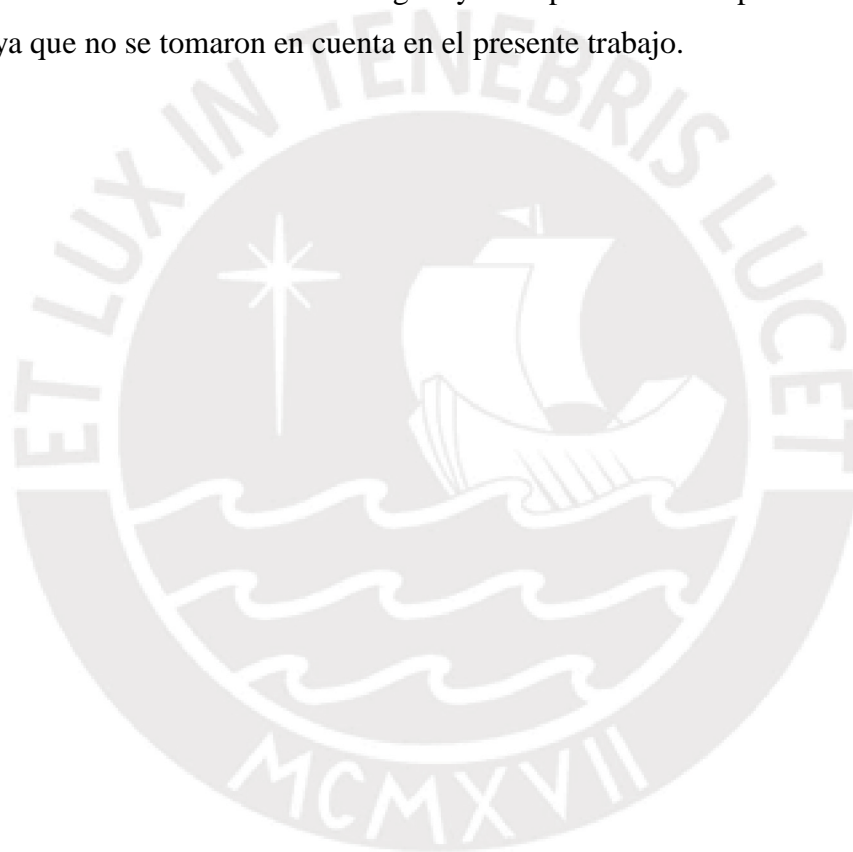 ya que no se tomaron en cuenta en el presente trabajo.
ET LUX IN TENEBRIS LUCET
MCMXVII